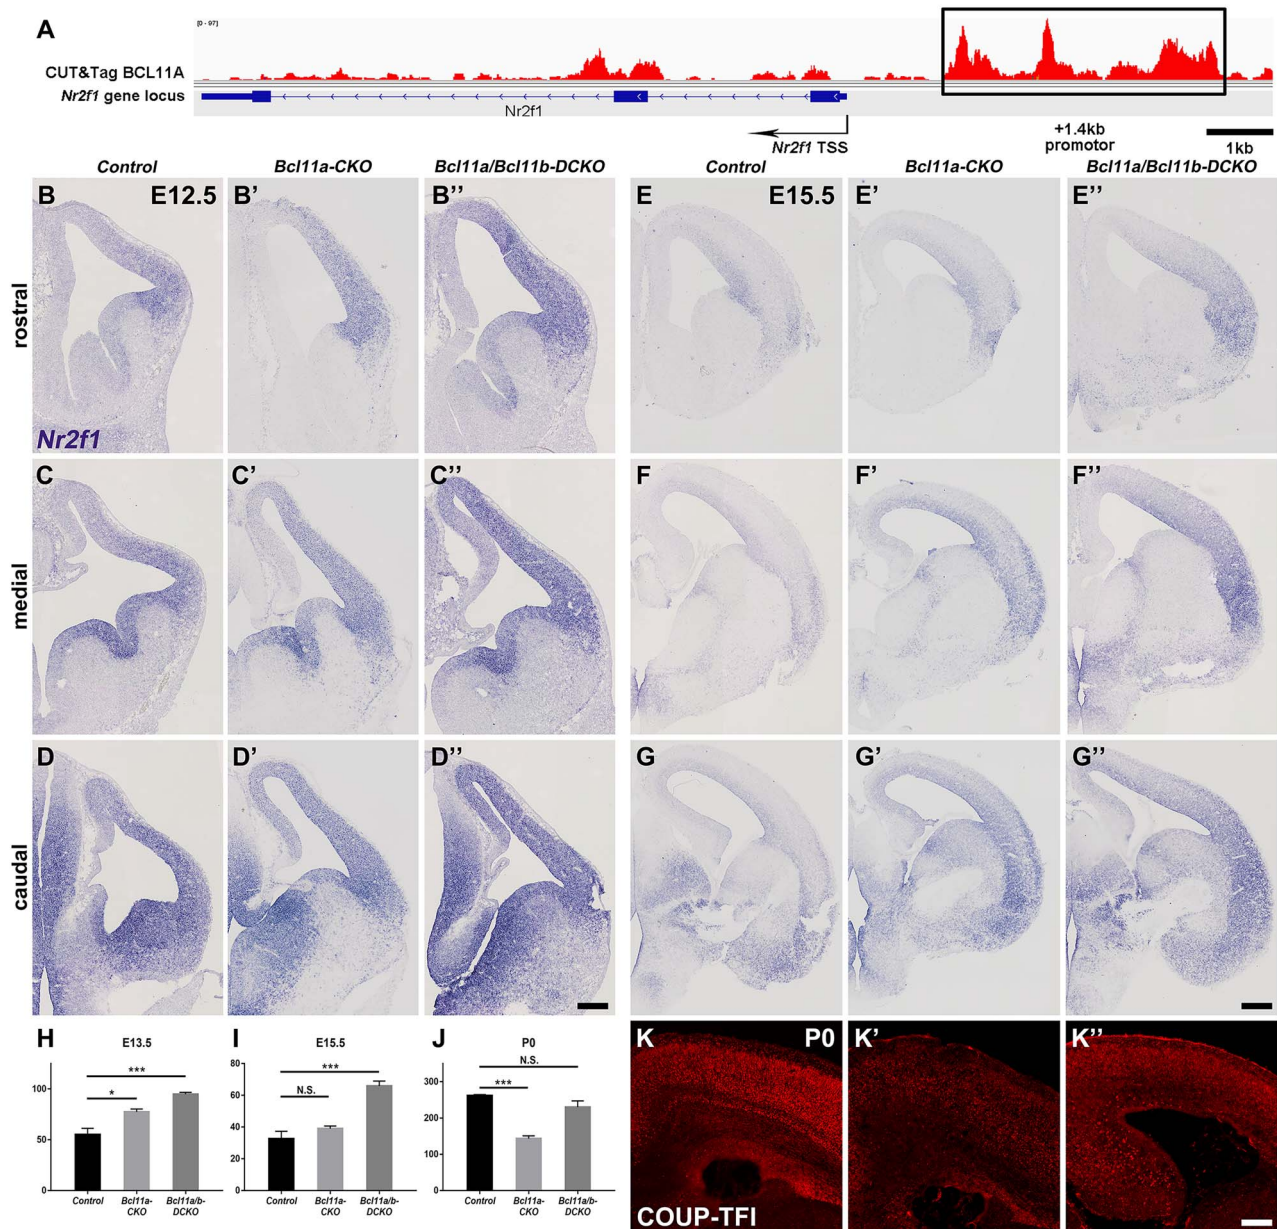 A
[0 - 97]
CUT&Tag BCL11A
Nr2f1 gene locus
Nr2f1
Nr2f1 TSS
+1.4kb
promotor
1kb
Control
Bcl11a-CKO
Bcl11a/Bcl11b-DCKO
Control
Bcl11a-CKO
Bcl11a/Bcl11b-DCKO
rostral
B
E12.5
B'
B''
E
E15.5
E'
E''
Nr2f1
medial
C
C'
C''
F
F'
F''
caudal
D
D'
D''
G
G'
G''
H
E13.5
***
*
100
50
0
Control
Bcl11a-
CKO
Bcl11a/b-
DCKO
I
E15.5
***
N.S.
80
60
40
20
0
Control
Bcl11a-
CKO
Bcl11a/b-
DCKO
J
P0
N.S.
***
300
200
100
0
Control
Bcl11a-
CKO
Bcl11a/b-
DCKO
K
P0
K'
K''
COUP-TFI